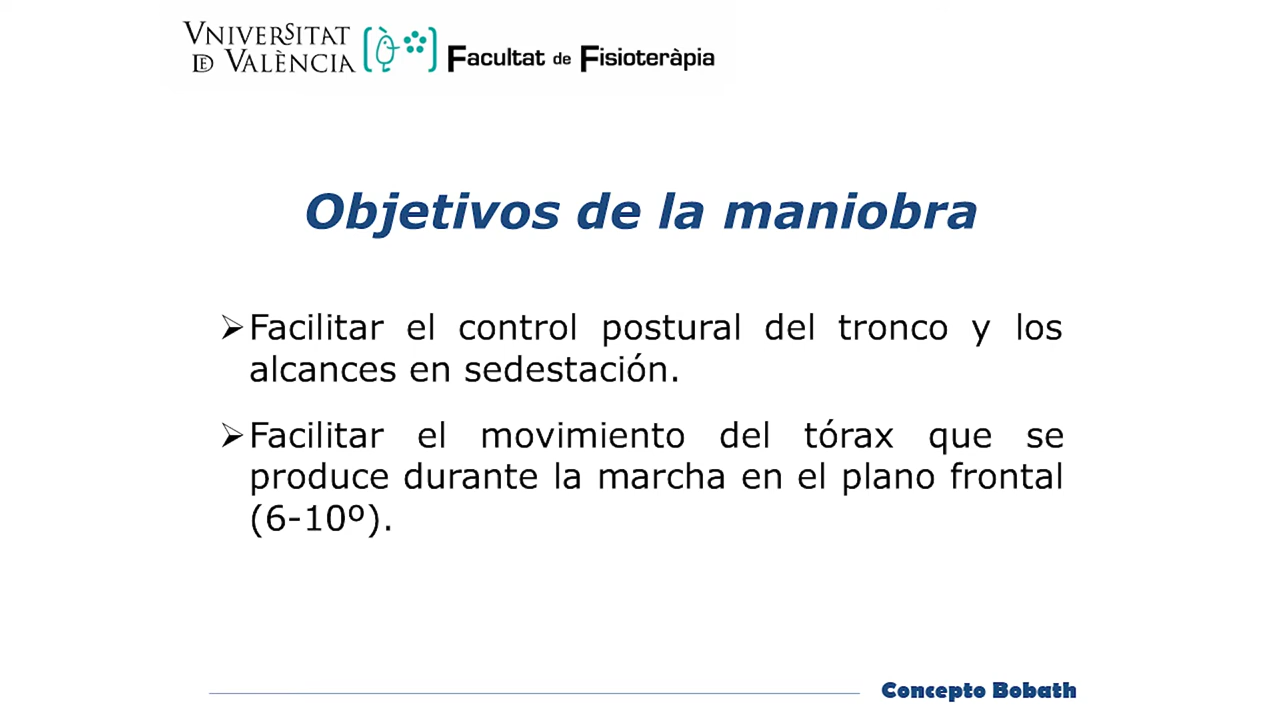 VNIVERSITAT
DE VALÈNCIA
Facultat de Fisioteràpia
Objetivos de la maniobra
➢Facilitar el control postural del tronco y los
alcances en sedestación.
➢Facilitar el movimiento del tórax que se
produce durante la marcha en el plano frontal
(6-10º).
Concepto Bobath